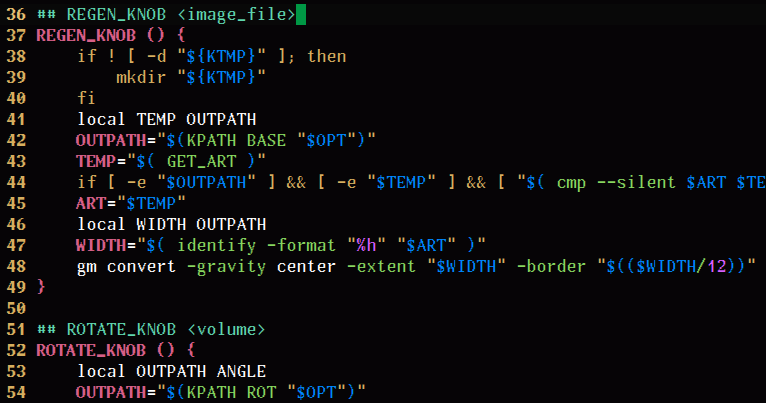 36 ## REGEN_KNOB <image_file>
37 REGEN_KNOB () {
38     if ! [ -d "${KTMP}" ]; then
39         mkdir "${KTMP}"
40     fi
41     local TEMP OUTPATH
42     OUTPATH="$(KPATH BASE "$OPT")"
43     TEMP="$( GET_ART )"
44     if [ -e "$OUTPATH" ] && [ -e "$TEMP" ] && [ "$( cmp --silent $ART $TE
45     ART="$TEMP"
46     local WIDTH OUTPATH
47     WIDTH="$( identify -format "%h" "$ART" )"
48     gm convert -gravity center -extent "$WIDTH" -border "$(($WIDTH/12))"
49 }
50
51 ## ROTATE_KNOB <volume>
52 ROTATE_KNOB () {
53     local OUTPATH ANGLE
54     OUTPATH="$(KPATH ROT "$OPT")"